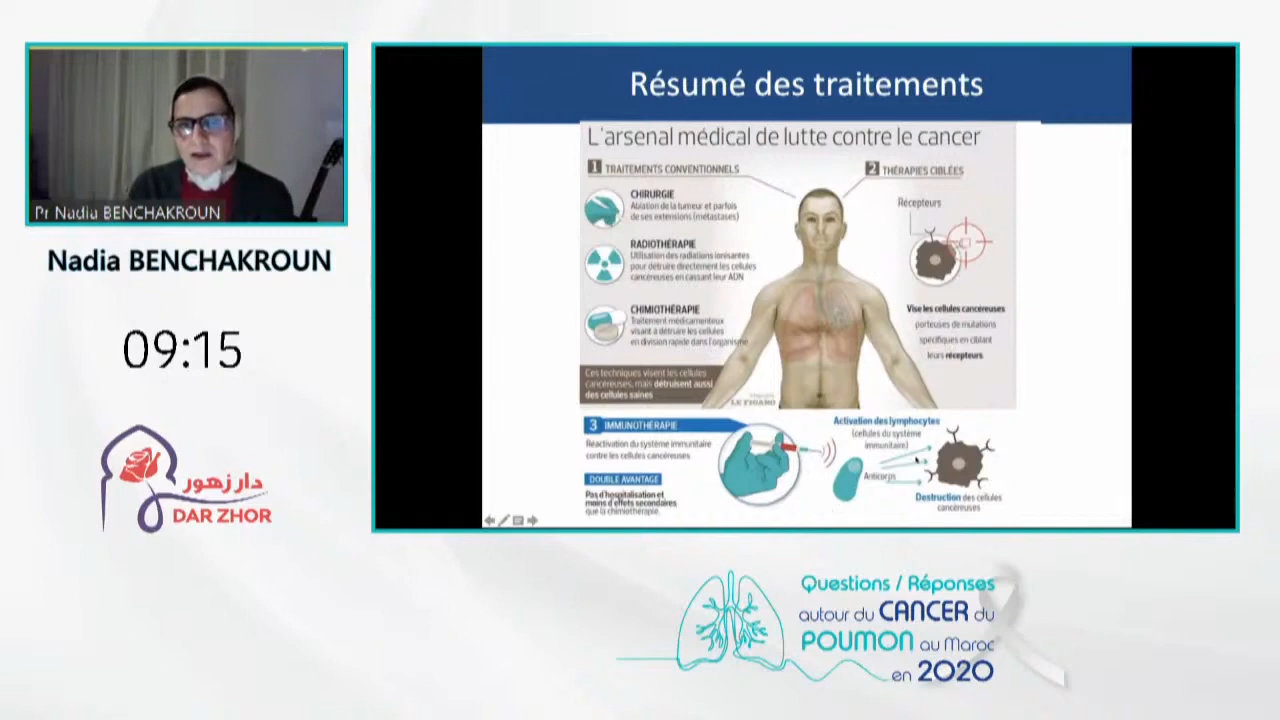 Pr Nadia BENCHAKROUN
Nadia BENCHAKROUN
09:15
دار زهور
DAR ZHOR
Résumé des traitements
L'arsenal médical de lutte contre le cancer
1 TRAITEMENTS CONVENTIONNELS
CHIRURGIE
Ablation de la tumeur et parfois
de ses extensions (métastases)
RADIOTHÉRAPIE
Utilisation des radiations ionisantes
pour détruire directement les cellules
cancéreuses en cassant leur ADN
CHIMIOTHÉRAPIE
Traitement médicamenteux
visant à détruire les cellules
en division rapide dans l'organisme
Ces techniques visent les cellules
cancéreuses, mais détruisent aussi
des cellules saines
LE FIGARO
2 THÉRAPIES CIBLÉES
Récepteurs
Vise les cellules cancéreuses
porteuses de mutations
spécifiques en ciblant
leurs récepteurs
3 IMMUNOTHÉRAPIE
Réactivation du système immunitaire
contre les cellules cancéreuses
DOUBLE AVANTAGE
Pas d'hospitalisation et
moins d'effets secondaires
que la chimiothérapie.
Activation des lymphocytes
(cellules du système
immunitaire)
Anticorps
Destruction des cellules
cancéreuses
Questions / Réponses
autour du CANCER du
POUMON au Maroc
en 2020